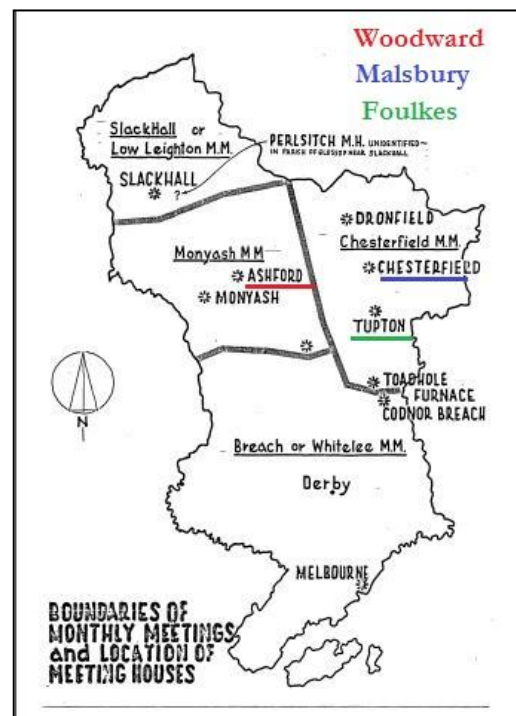 Woodward
Malsbury
Foulkes
SlackHall or
Low Leighton M.M.
PERLSITCH M.H. UNIDENTIFIED~
IN PARISH OF GLOSSOP NEAR SLACKHALL
SLACKHALL
?
DRONFIELD
Chesterfield M.M.
CHESTERFIELD
Monyash MM
ASHFORD
MONYASH
TUPTON
TOADHOLE
FURNACE
CODNOR BREACH
N
Breach or Whitelee M.M.
Derby
MELBOURNE
BOUNDARIES OF
MONTHLY MEETINGS
and LOCATION OF
MEETING HOUSES